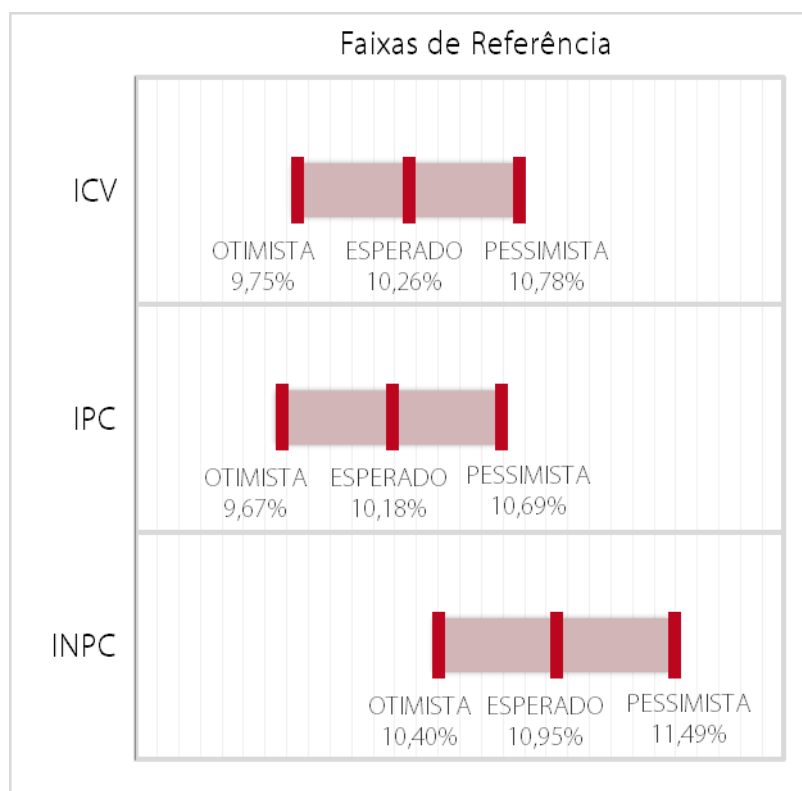 Faixas de Referência
ICV
OTIMISTA ESPERADO PESSIMISTA
9,75% 10,26% 10,78%
IPC
OTIMISTA ESPERADO PESSIMISTA
9,67% 10,18% 10,69%
INPC
OTIMISTA ESPERADO PESSIMISTA
10,40% 10,95% 11,49%